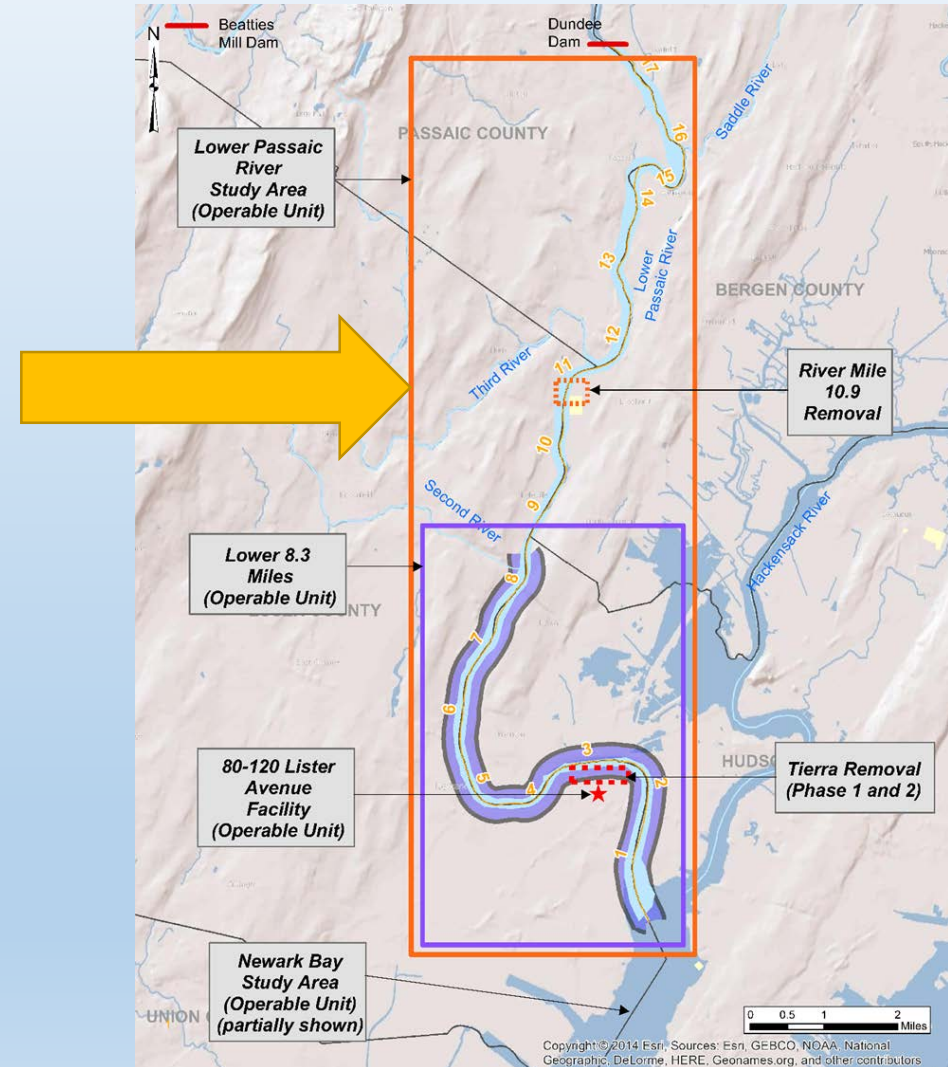 Beatties
Mill Dam
Dundee
Dam
N
17
PASSAIC COUNTY
Saddle River
16
Lower Passaic
River
Study Area
(Operable Unit)
15
14
13
Lower
Passaic River
BERGEN COUNTY
12
11
Third River
River Mile
10.9
Removal
10
9
Second River
Hackensack River
Lower 8.3
Miles
(Operable Unit)
8
COUNTY
7
6
80-120 Lister
Avenue
Facility
(Operable Unit)
3
HUDS
Tierra Removal
(Phase 1 and 2)
5
4
2
1
Newark Bay
Study Area
(Operable Unit)
(partially shown)
UNION
0 0.5 1 2
Miles
Copyright:© 2014 Esri, Sources: Esri, GEBCO, NOAA, National
Geographic, DeLorme, HERE, Geonames.org, and other contributors